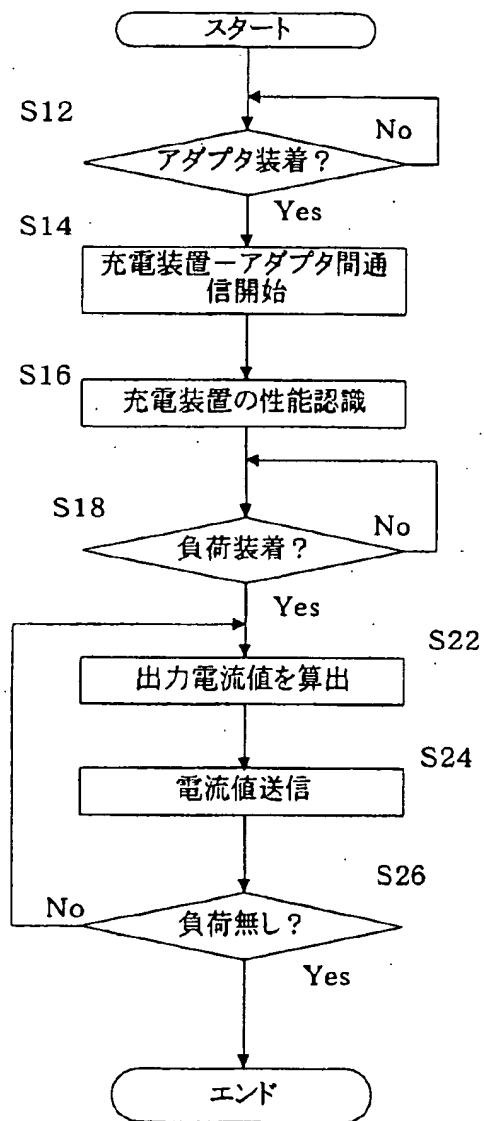 スタート
S12
No
アダプタ装着?
Yes
S14
充電装置-アダプタ間通
信開始
S16
充電装置の性能認識
S18
No
負荷装着?
Yes
S22
出力電流値を算出
S24
電流値送信
S26
No
負荷無し?
Yes
エンド